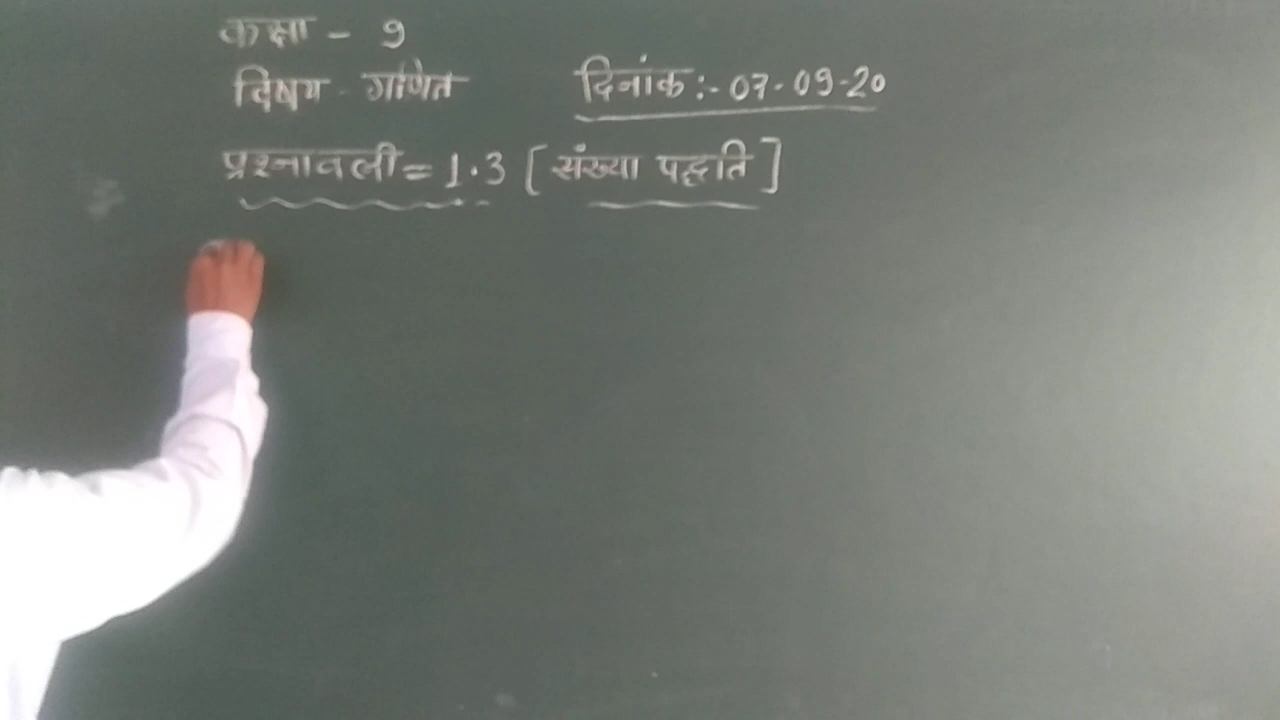 कक्षा - 9
विषय - गणित दिनांक :- 07-09-20
प्रश्नावली = 1.3 [ संख्या पद्धति ]